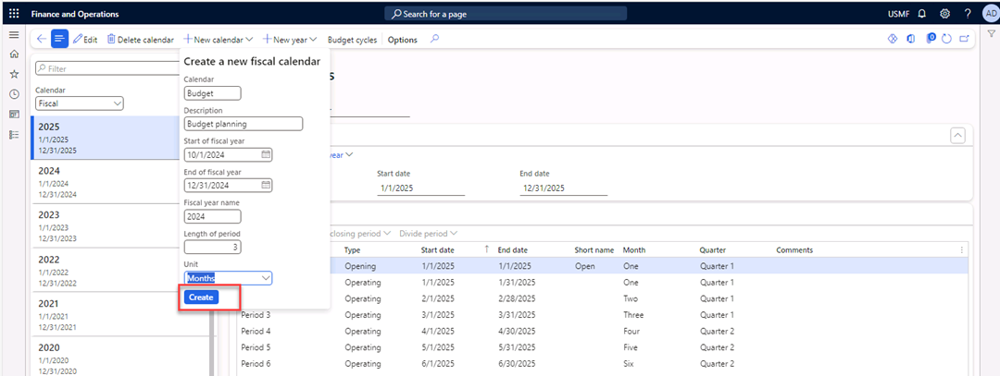 Finance and Operations
Search for a page
USMF
?
AD
Edit
Delete calendar
New calendar
New year
Budget cycles
Options
0
Filter
Calendar
Fiscal
2025
1/1/2025
12/31/2025
2024
1/1/2024
12/31/2024
2023
1/1/2023
12/31/2023
2022
1/1/2022
12/31/2022
2021
1/1/2021
12/31/2021
2020
1/1/2020
12/31/2020
Create a new fiscal calendar
Calendar
Budget
Description
Budget planning
Start of fiscal year
10/1/2024
End of fiscal year
12/31/2024
Fiscal year name
2024
Length of period
3
Unit
Months
Create
s
year
Start date
End date
1/1/2025
12/31/2025
closing period
Divide period
Type Start date End date Short name Month Quarter Comments
Opening 1/1/2025 1/1/2025 Open One Quarter 1
Operating 1/1/2025 1/31/2025 One Quarter 1
Operating 2/1/2025 2/28/2025 Two Quarter 1
Period 3 Operating 3/1/2025 3/31/2025 Three Quarter 1
Period 4 Operating 4/1/2025 4/30/2025 Four Quarter 2
Period 5 Operating 5/1/2025 5/31/2025 Five Quarter 2
Period 6 Operating 6/1/2025 6/30/2025 Six Quarter 2